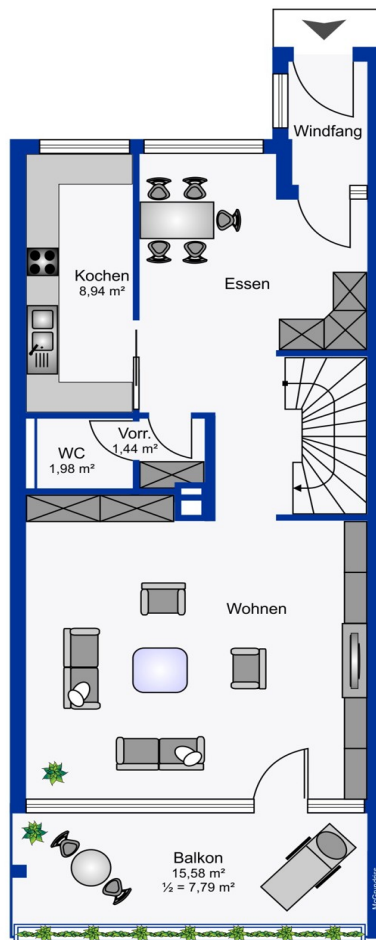 Windfang
Kochen
8,94 m²
Essen
Vorr.
1,44 m²
WC
1,98 m²
Wohnen
Balkon
15,58 m²
½ = 7,79 m²
McGrundriss